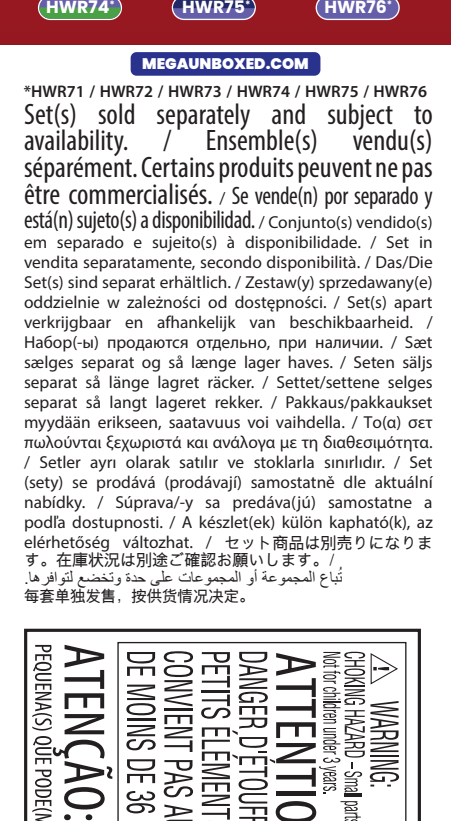 HWR74*
HWR75*
HWR76*
MEGAUNBOXED.COM
*HWR71 / HWR72 / HWR73 / HWR74 / HWR75 / HWR76
Set(s) sold separately and subject to
availability. / Ensemble(s) vendu(s)
séparément. Certains produits peuvent ne pas
être commercialisés. / Se vende(n) por separado y
está(n) sujeto(s) a disponibilidad. / Conjunto(s) vendido(s)
em separado e sujeito(s) à disponibilidade. / Set in
vendita separatamente, secondo disponibilità. / Das/Die
Set(s) sind separat erhältlich. / Zestaw(y) sprzedawany(e)
oddzielnie w zależności od dostępności. / Set(s) apart
verkrijgbaar en afhankelijk van beschikbaarheid. /
Набор(-ы) продаются отдельно, при наличии. / Sæt
sælges separat og så længe lager haves. / Seten säljs
separat så länge lagret räcker. / Settet/settene selges
separat så langt lageret rekker. / Pakkaus/pakkaukset
myydään erikseen, saatavuus voi vaihdella. / Το(α) σετ
πωλούνται ξεχωριστά και ανάλογα με τη διαθεσιμότητα.
/ Setler ayrı olarak satılır ve stoklarla sınırlıdır. / Set
(sety) se prodává (prodávají) samostatně dle aktuální
nabídky. / Súprava/-y sa predáva(jú) samostatne a
podľa dostupnosti. / A készlet(ek) külön kapható(k), az
elérhetőség változhat. / セット商品は別売りになりま
す。在庫状況は別途ご確認お願いします。/
تُباع المجموعة أو المجموعات على حدة وتخضع لتوافرها.
每套单独发售，按供货情况决定。
WARNING:
CHOKING HAZARD – Small parts
Not for children under 3 years.
ATTENTIO
DANGER D'ÉTOUFF
PETITS ÉLÉMENT
CONVIENT PAS AU
DE MOINS DE 36
ATENÇÃO:
PEQUENA(S) QUE PODE(M